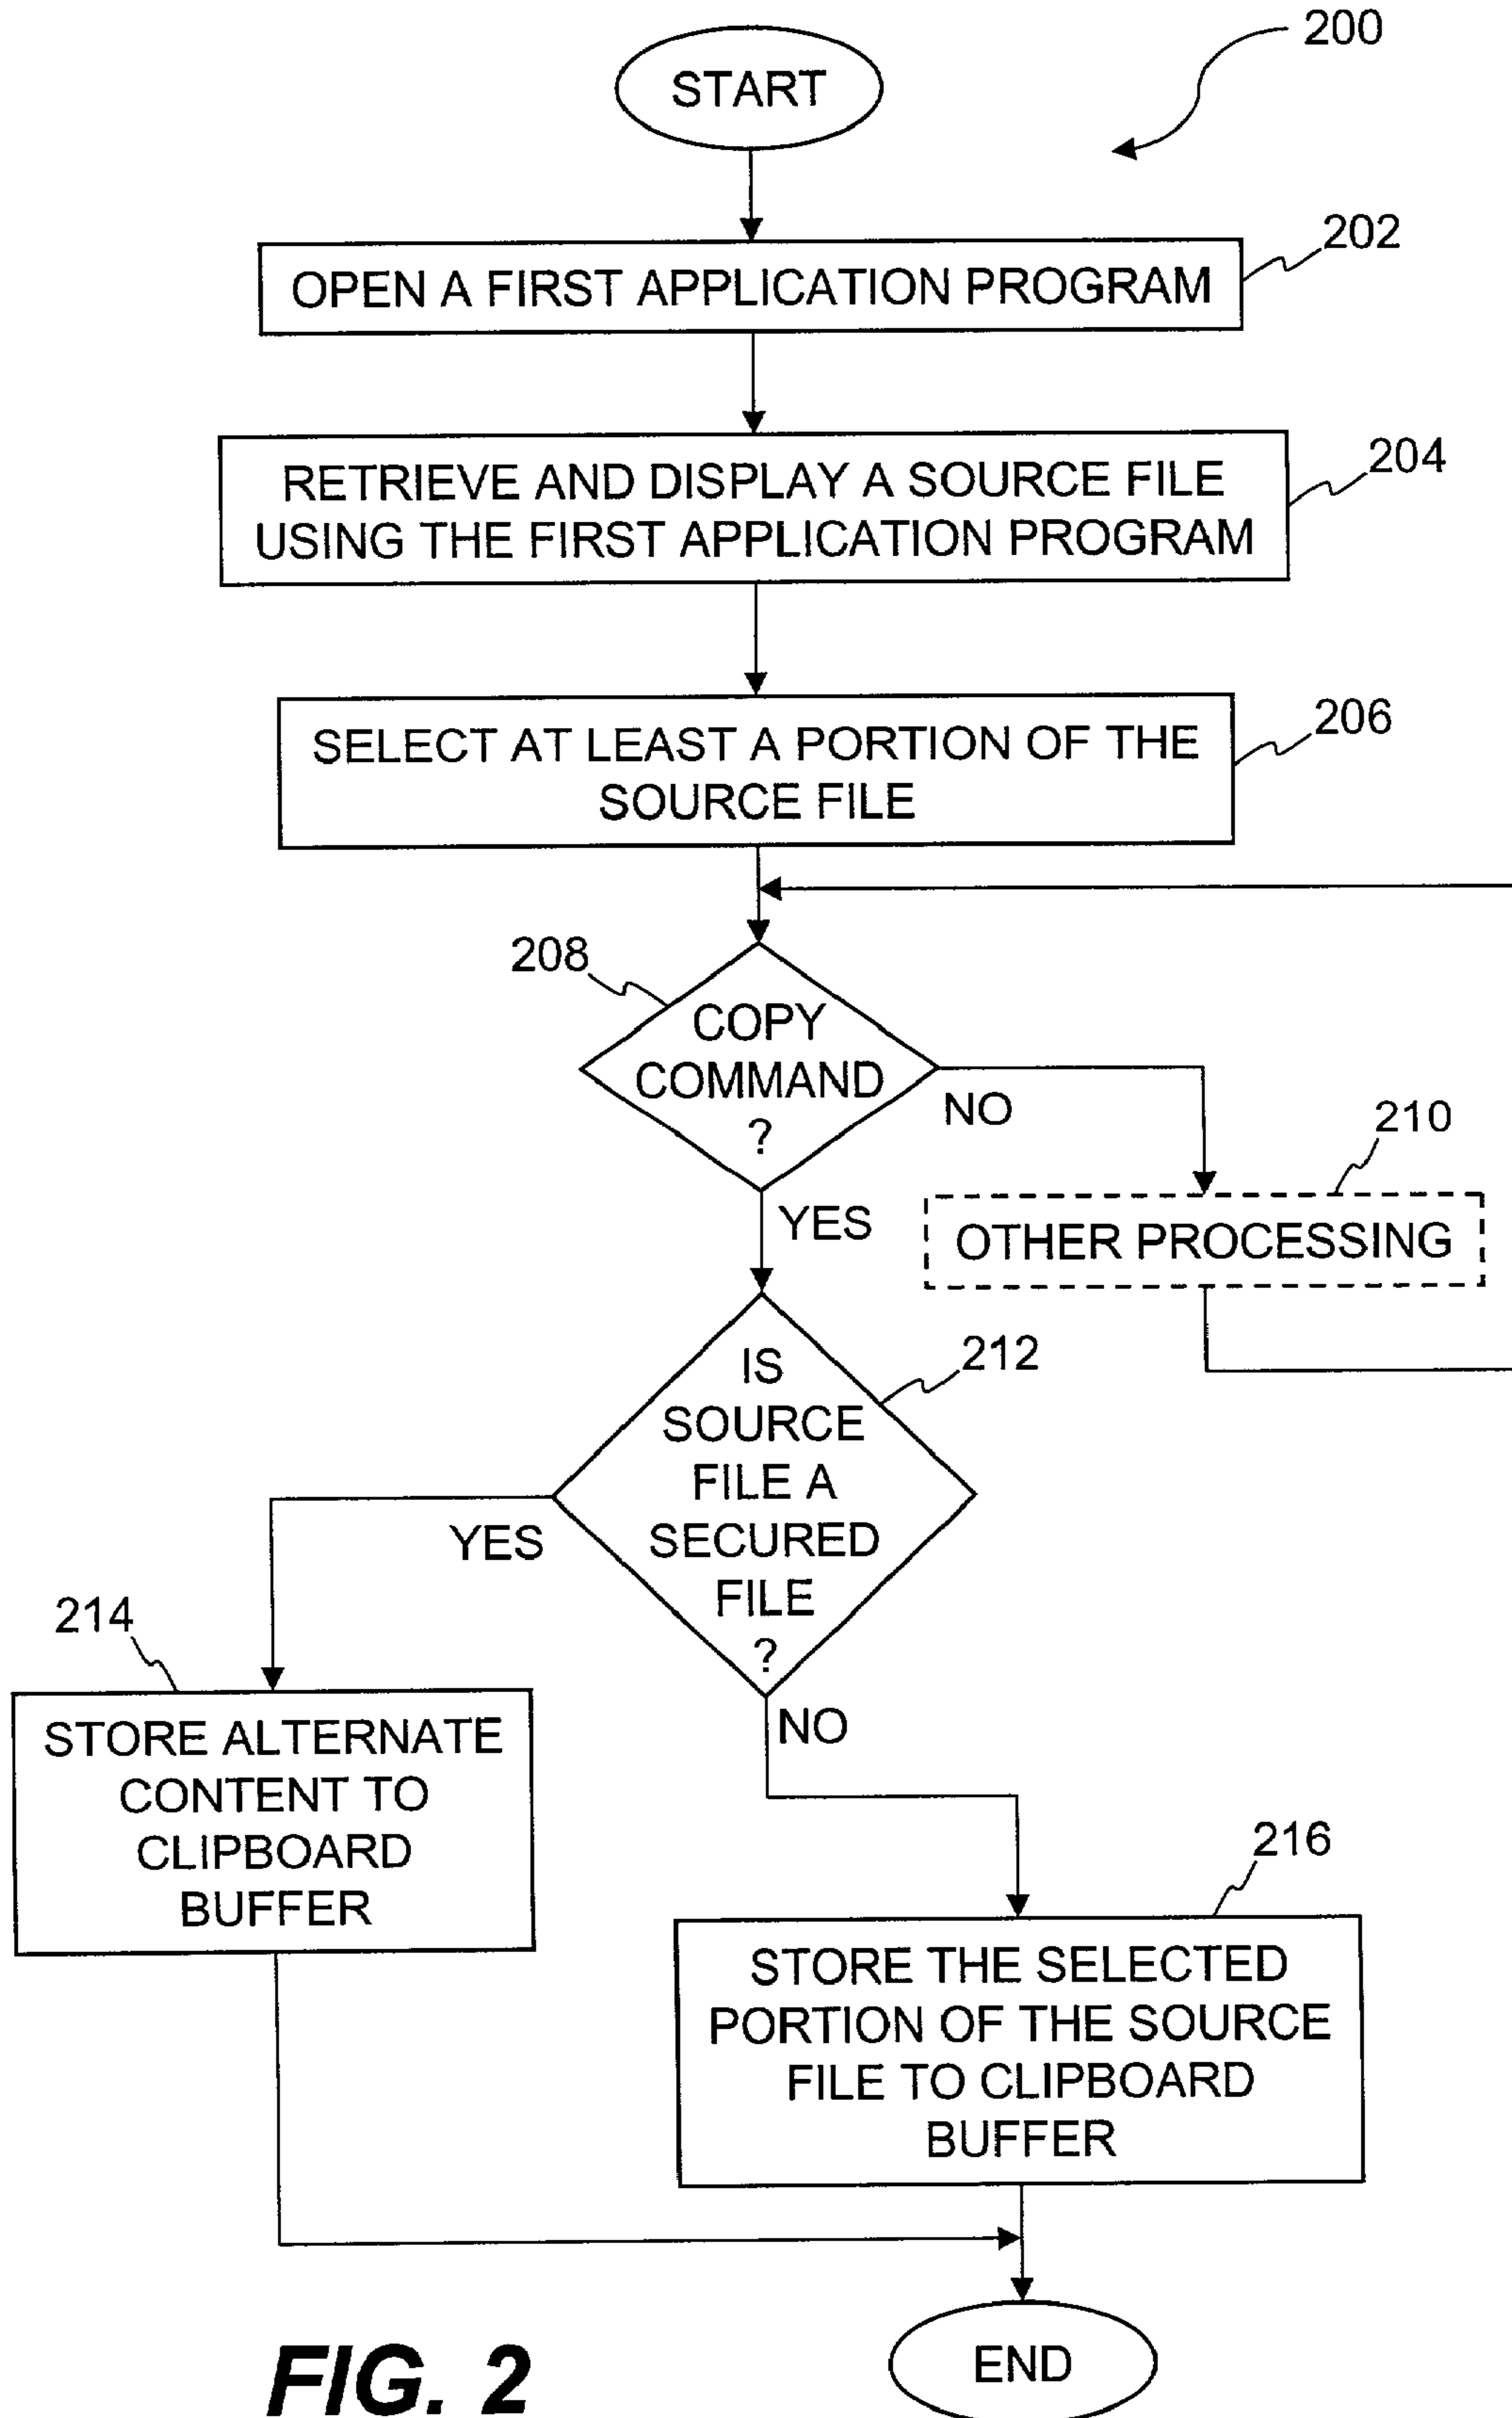 200
START
202
OPEN A FIRST APPLICATION PROGRAM
204
RETRIEVE AND DISPLAY A SOURCE FILE
USING THE FIRST APPLICATION PROGRAM
206
SELECT AT LEAST A PORTION OF THE
SOURCE FILE
208
COPY
COMMAND
?
NO
YES
210
OTHER PROCESSING
212
IS
SOURCE
FILE A
SECURED
FILE
?
YES
NO
214
STORE ALTERNATE
CONTENT TO
CLIPBOARD
BUFFER
216
STORE THE SELECTED
PORTION OF THE SOURCE
FILE TO CLIPBOARD
BUFFER
END
FIG. 2